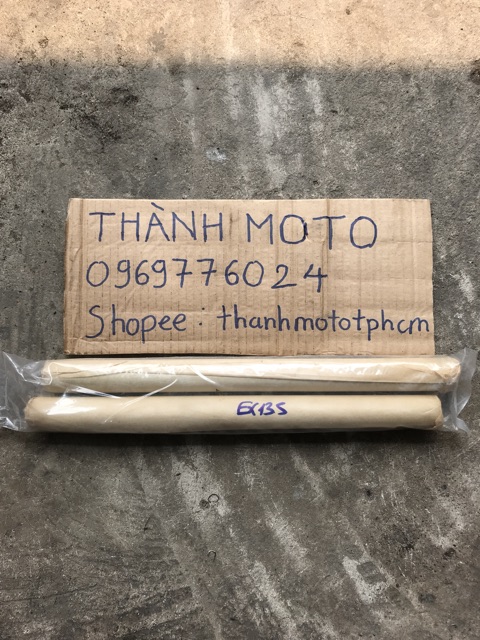 THÀNH MOTO
0969776024
Shopee : thanhmototphcm
EX135